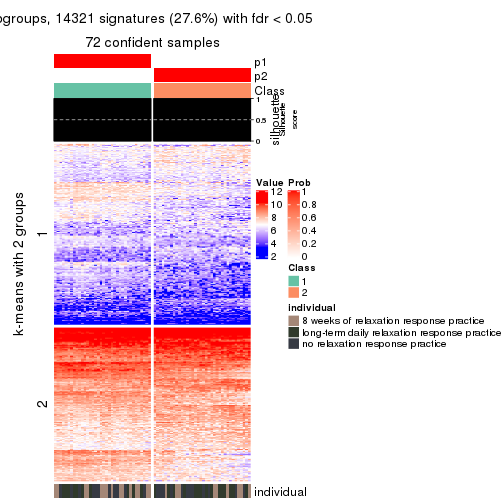 ogroups, 14321 signatures (27.6%) with fdr < 0.05
72 confident samples
p1
p2
Class
1
0.5
0
silhouette
Silhouette
score
k-means with 2 groups
1
2
Value
12
10
8
6
4
2
Prob
1
0.8
0.6
0.4
0.2
0
Class
1
2
individual
8 weeks of relaxation response practice
long-term daily relaxation response practice
no relaxation response practice
individual